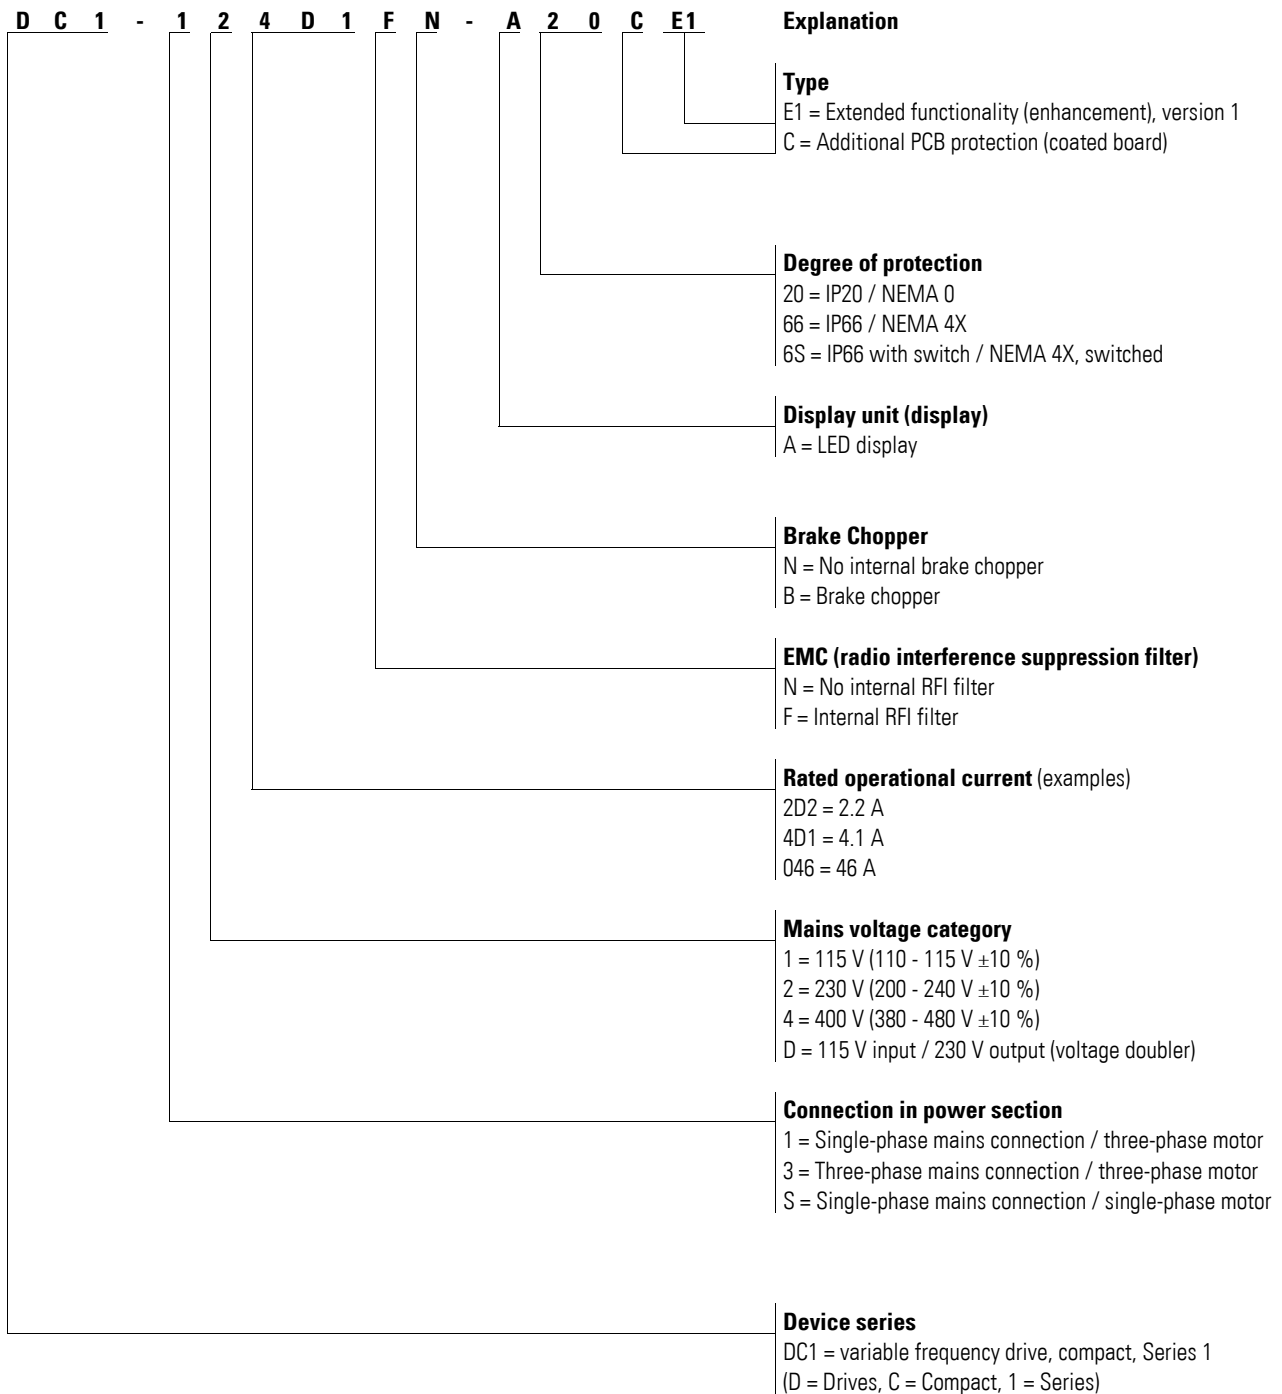 D C 1 - 1 2 4 D 1 F N - A 2 0 C E1 Explanation
Type
E1 = Extended functionality (enhancement), version 1
C = Additional PCB protection (coated board)
Degree of protection
20 = IP20 / NEMA 0
66 = IP66 / NEMA 4X
6S = IP66 with switch / NEMA 4X, switched
Display unit (display)
A = LED display
Brake Chopper
N = No internal brake chopper
B = Brake chopper
EMC (radio interference suppression filter)
N = No internal RFI filter
F = Internal RFI filter
Rated operational current (examples)
2D2 = 2.2 A
4D1 = 4.1 A
046 = 46 A
Mains voltage category
1 = 115 V (110 - 115 V ±10 %)
2 = 230 V (200 - 240 V ±10 %)
4 = 400 V (380 - 480 V ±10 %)
D = 115 V input / 230 V output (voltage doubler)
Connection in power section
1 = Single-phase mains connection / three-phase motor
3 = Three-phase mains connection / three-phase motor
S = Single-phase mains connection / single-phase motor
Device series
DC1 = variable frequency drive, compact, Series 1
(D = Drives, C = Compact, 1 = Series)